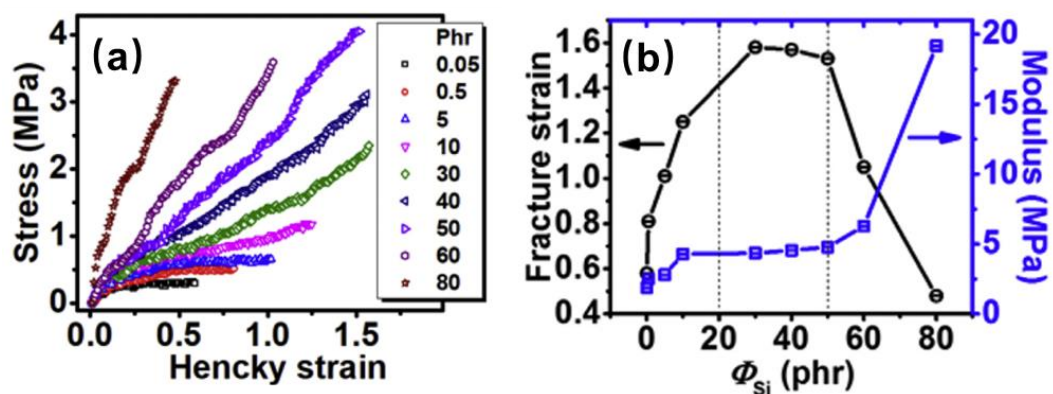 (a)
Stress (MPa)
4
3
2
1
0
0.0 0.5 1.0 1.5
Hencky strain
Phr
0.05
0.5
5
10
30
40
50
60
80
(b)
Fracture strain
1.6
1.4
1.2
1.0
0.8
0.6
0.4
0 20 40 60 80
ΦSi (phr)
20
15
10
5
0
Modulus (MPa)